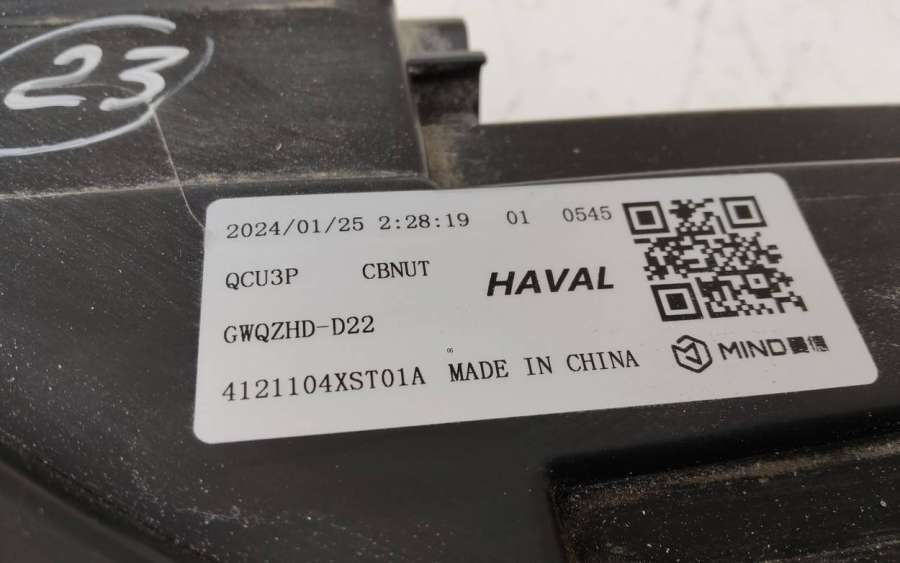 23
2024/01/25 2:28:19 01 0545
QCU3P CBNUT
HAVAL
GWQZHD-D22
06
4121104XST01A MADE IN CHINA
MIND曼德